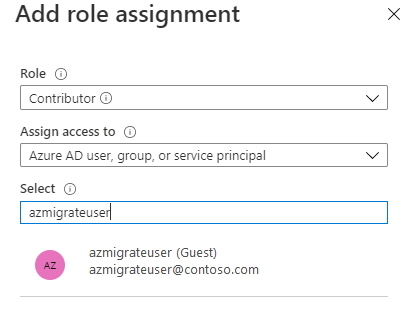 Add role assignment
Role
Contributor
Assign access to
Azure AD user, group, or service principal
Select
azmigrateuser
AZ
azmigrateuser (Guest)
azmigrateuser@contoso.com